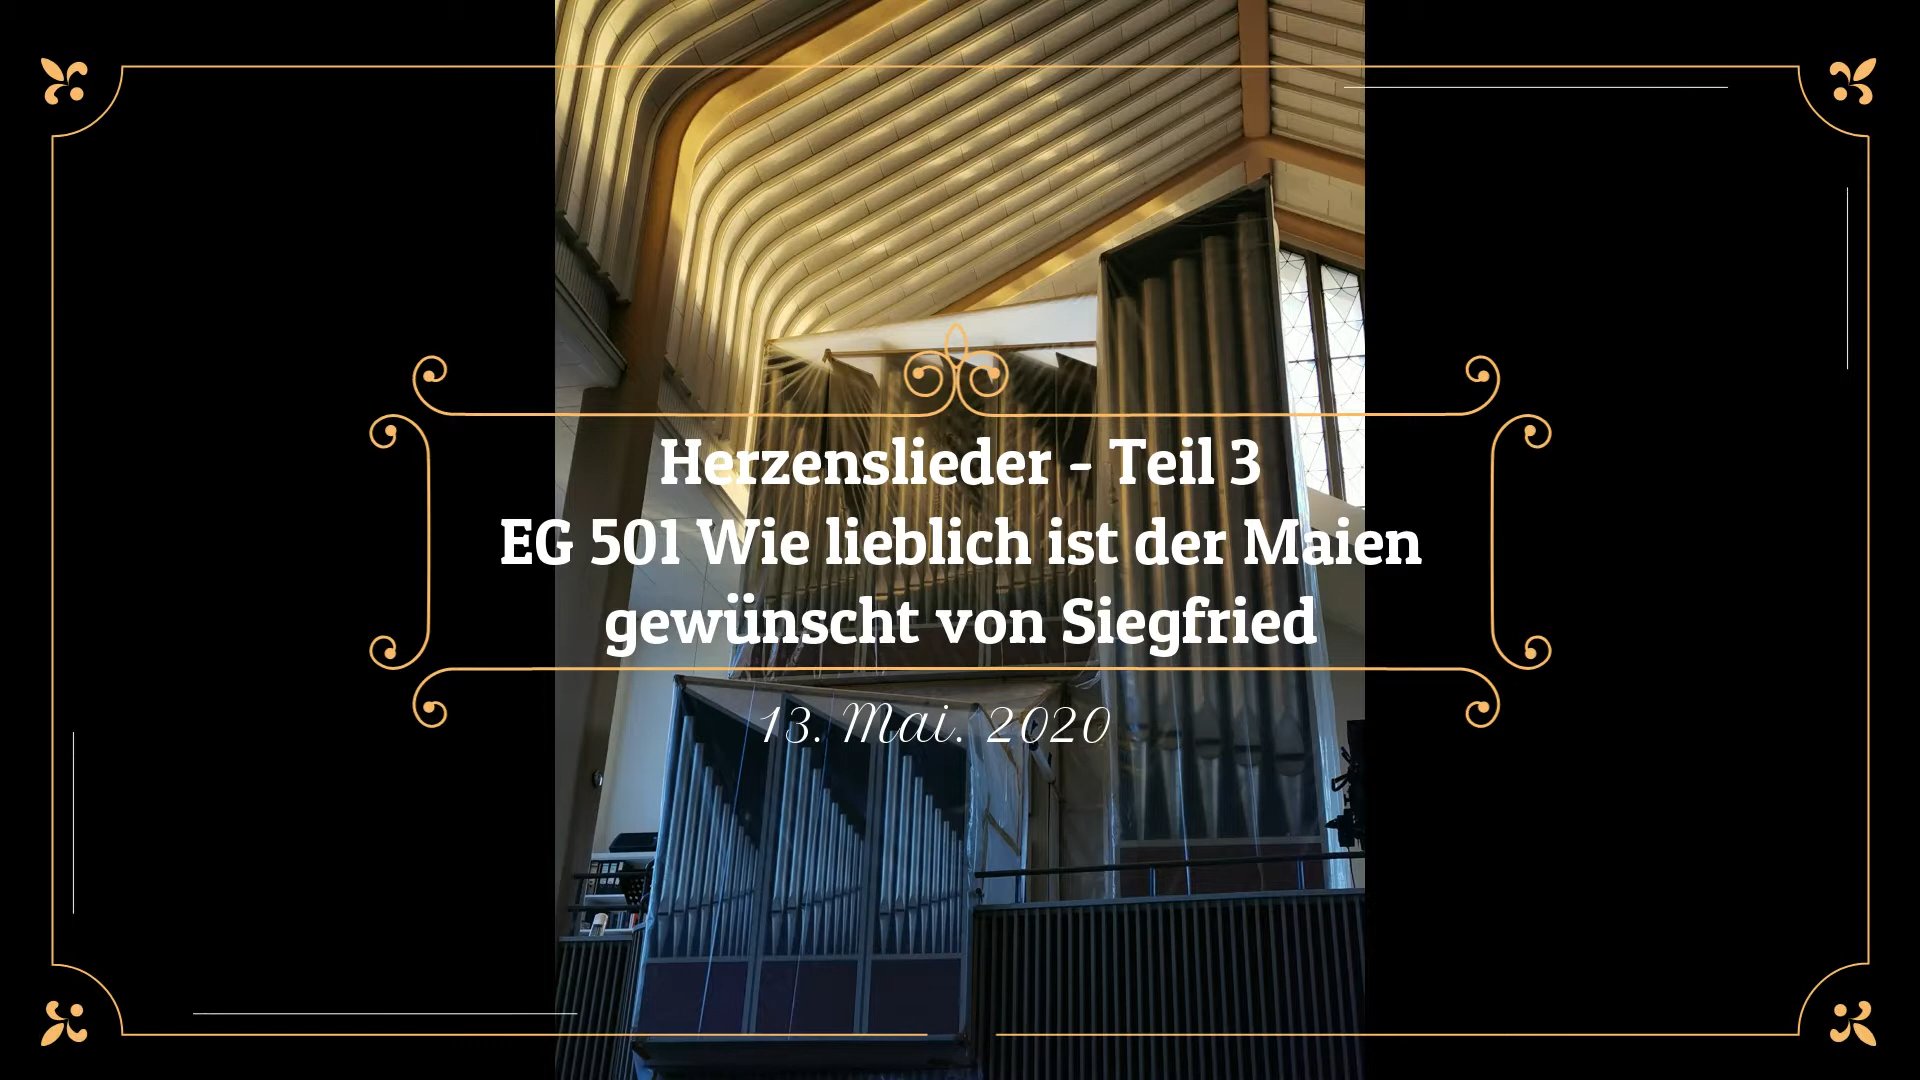 Herzenslieder - Teil 3
EG 501 Wie lieblich ist der Maien
gewünscht von Siegfried
13. Mai. 2020